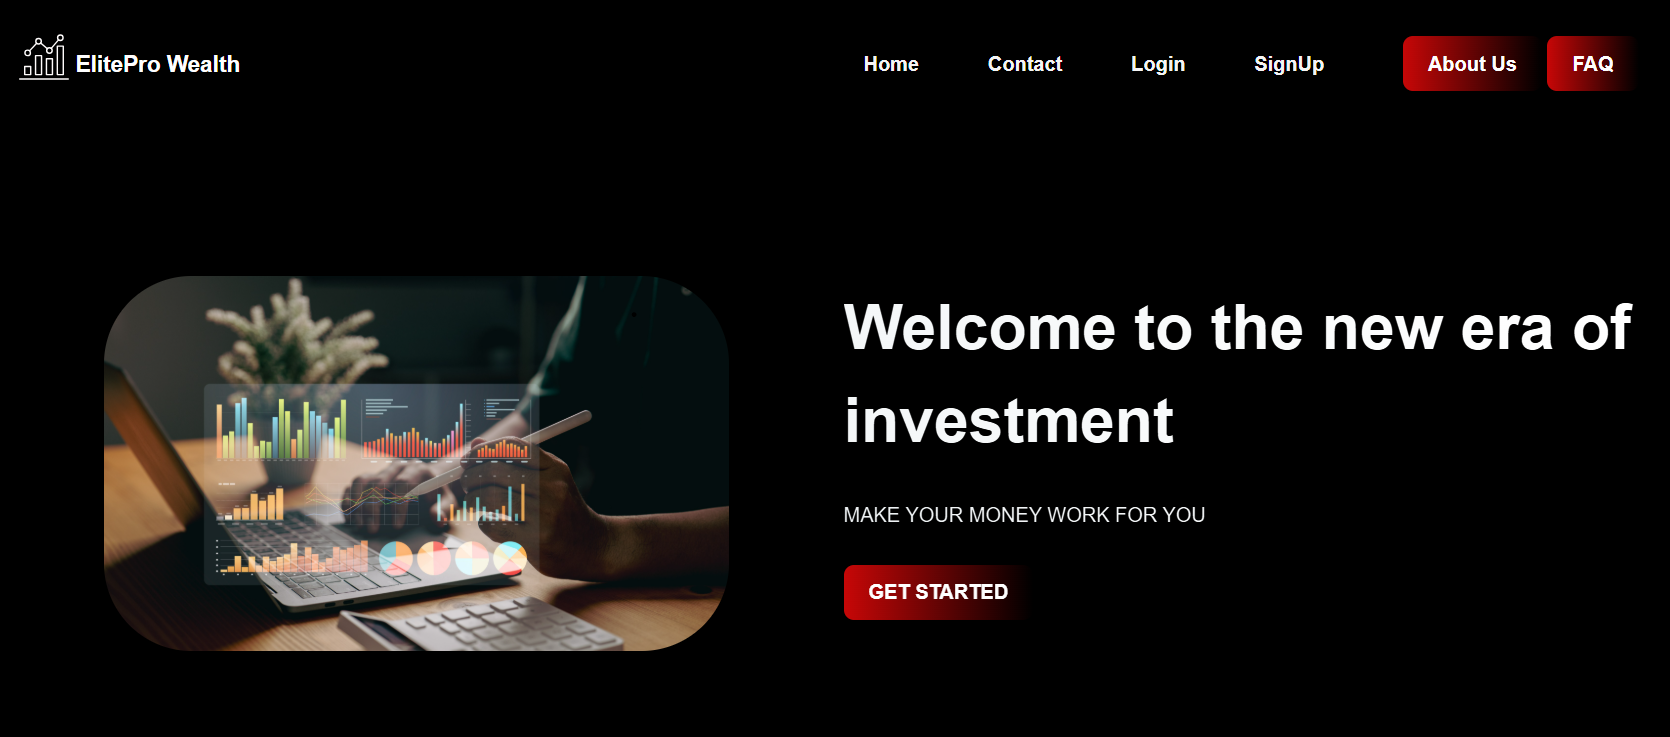 ElitePro Wealth
Home
Contact
Login
SignUp
About Us
FAQ
Welcome to the new era of
investment
MAKE YOUR MONEY WORK FOR YOU
GET STARTED